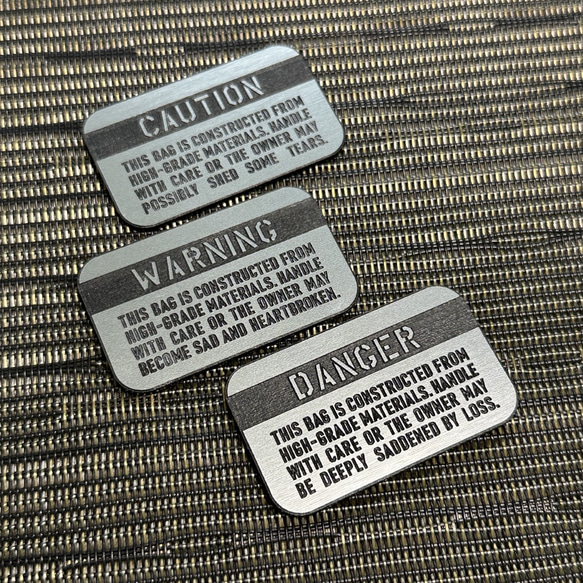 CAUTION
THIS BAG IS CONSTRUCTED FROM
HIGH-GRADE MATERIALS. HANDLE
WITH CARE OR THE OWNER MAY
POSSIBLY SHED SOME TEARS.
WARNING
THIS BAG IS CONSTRUCTED FROM
HIGH-GRADE MATERIALS. HANDLE
WITH CARE OR THE OWNER MAY
BECOME SAD AND HEARTBROKEN.
DANGER
THIS BAG IS CONSTRUCTED FROM
HIGH-GRADE MATERIALS. HANDLE
WITH CARE OR THE OWNER MAY
BE DEEPLY SADDENED BY LOSS.